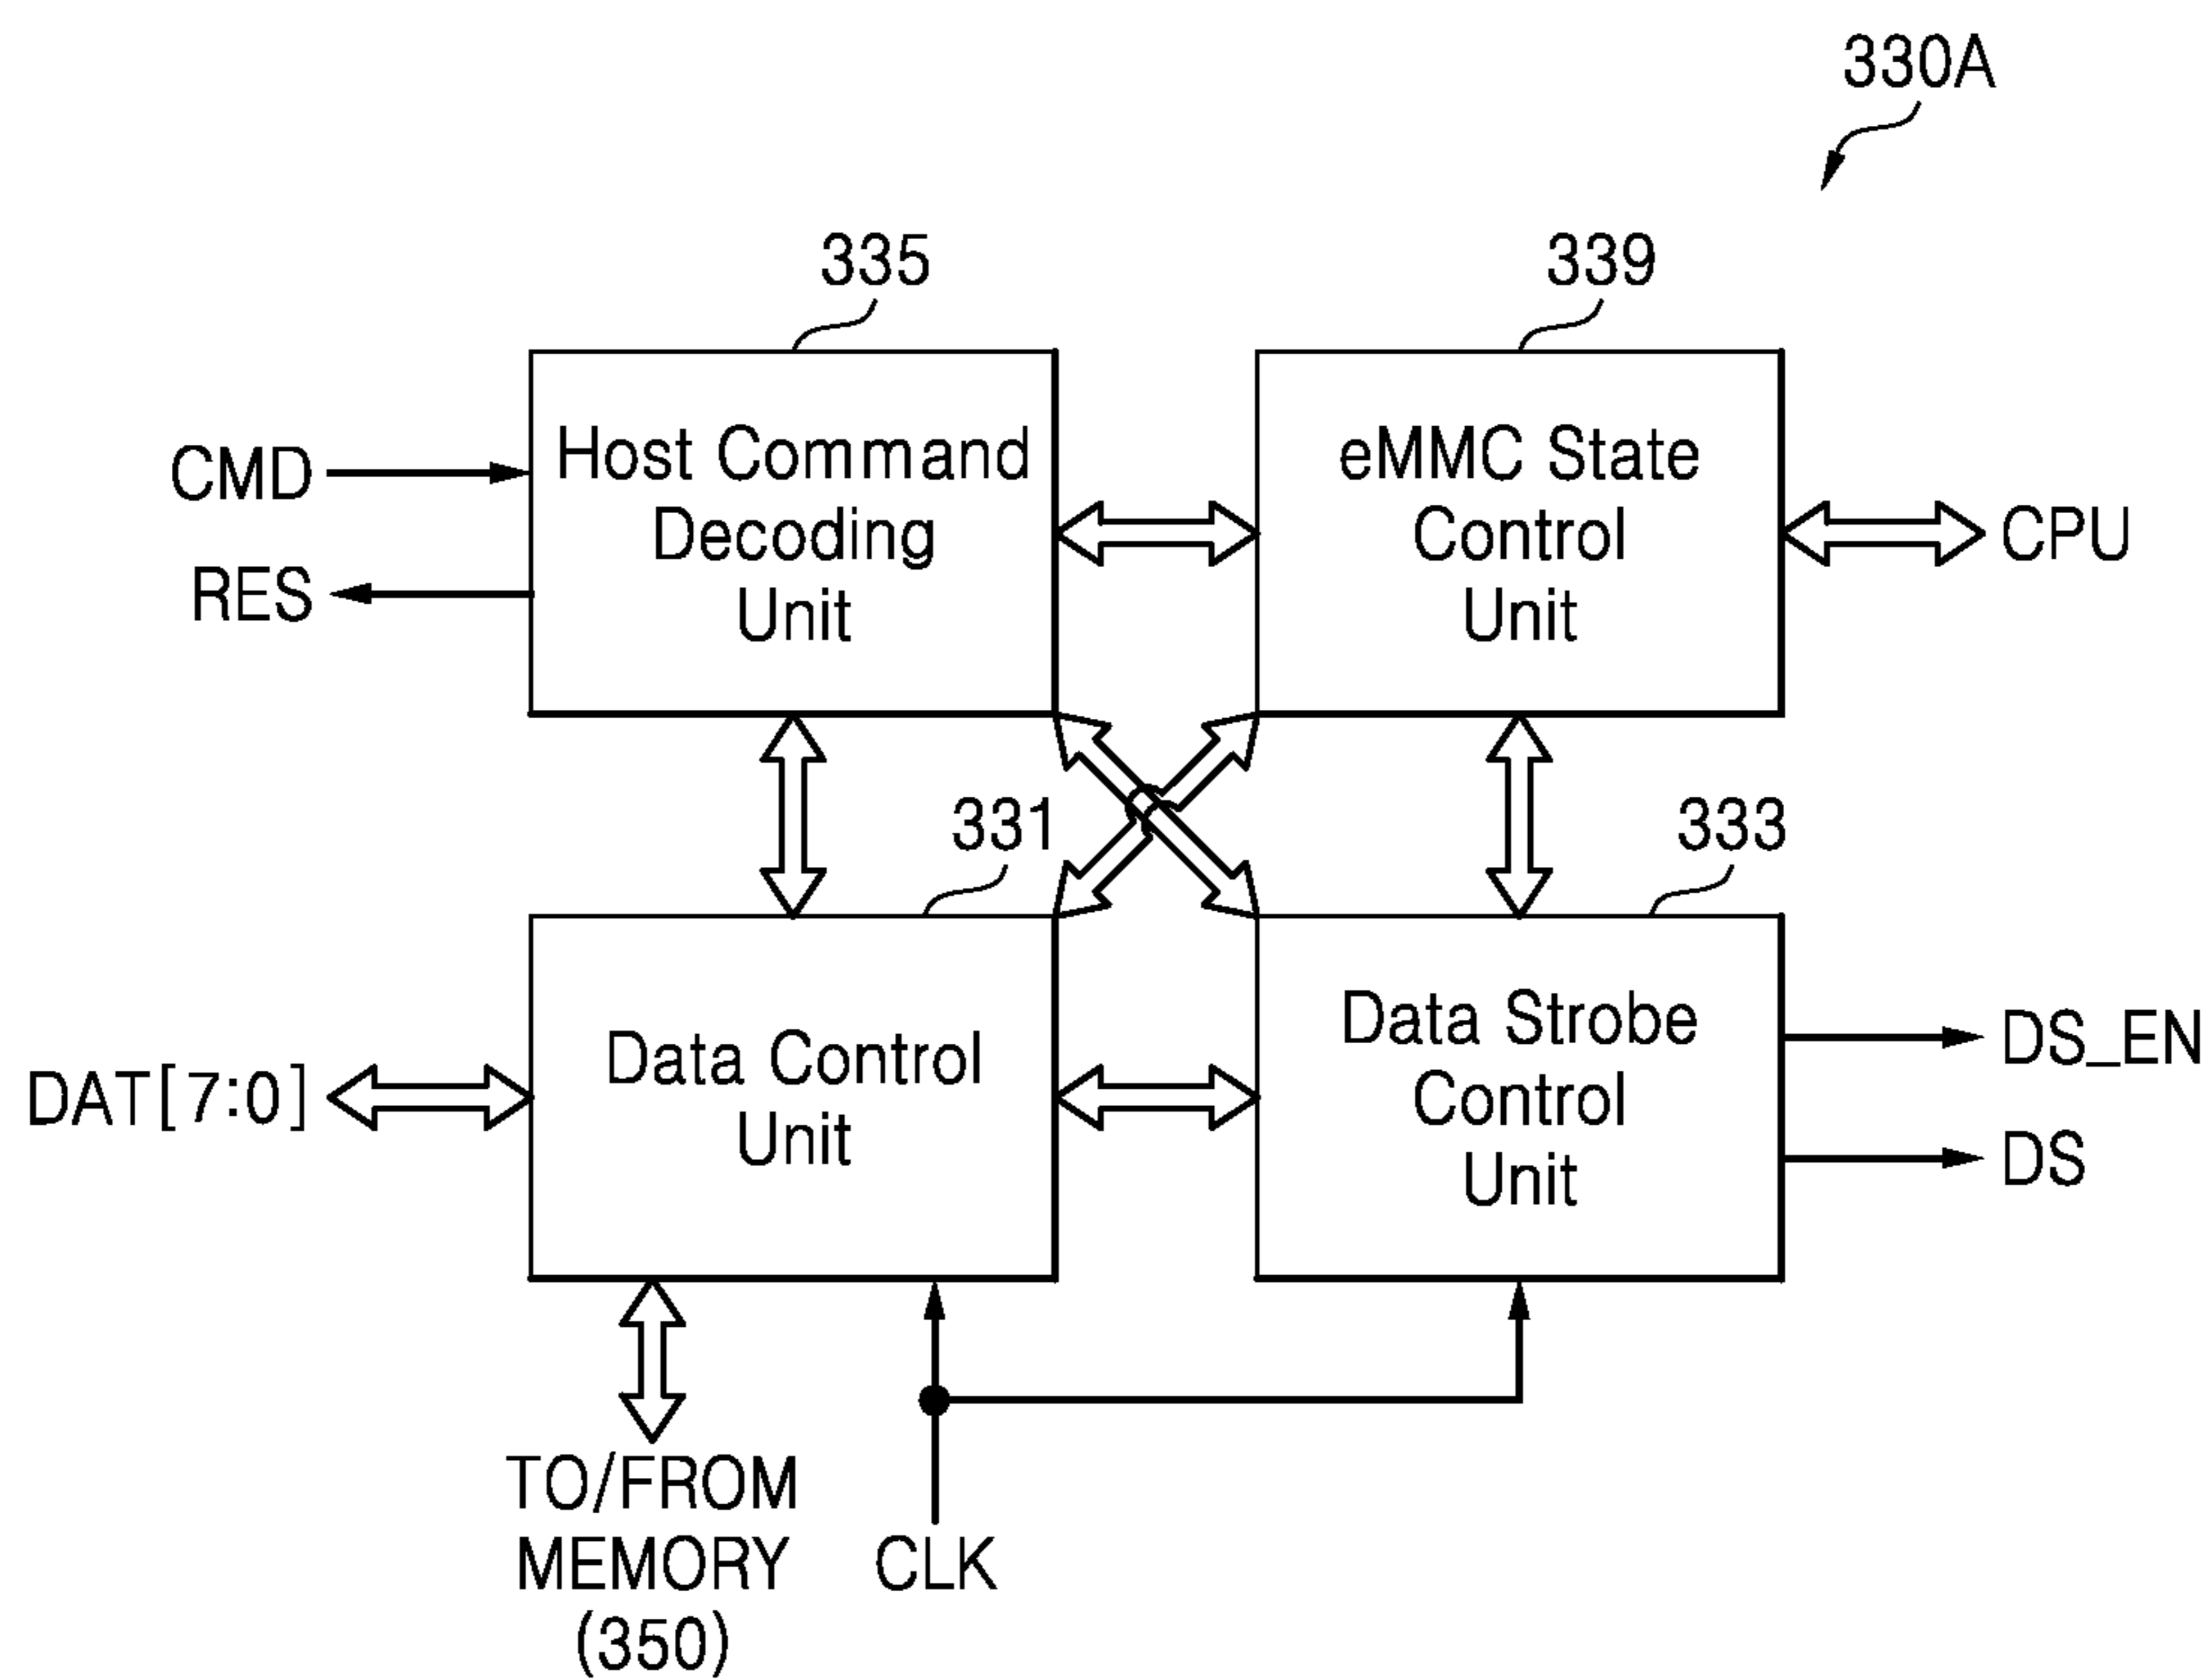 330A
335
339
CMD
RES
Host Command
Decoding
Unit
eMMC State
Control
Unit
CPU
331
333
DAT[7:0]
Data Control
Unit
Data Strobe
Control
Unit
DS_EN
DS
TO/FROM
MEMORY
(350)
CLK